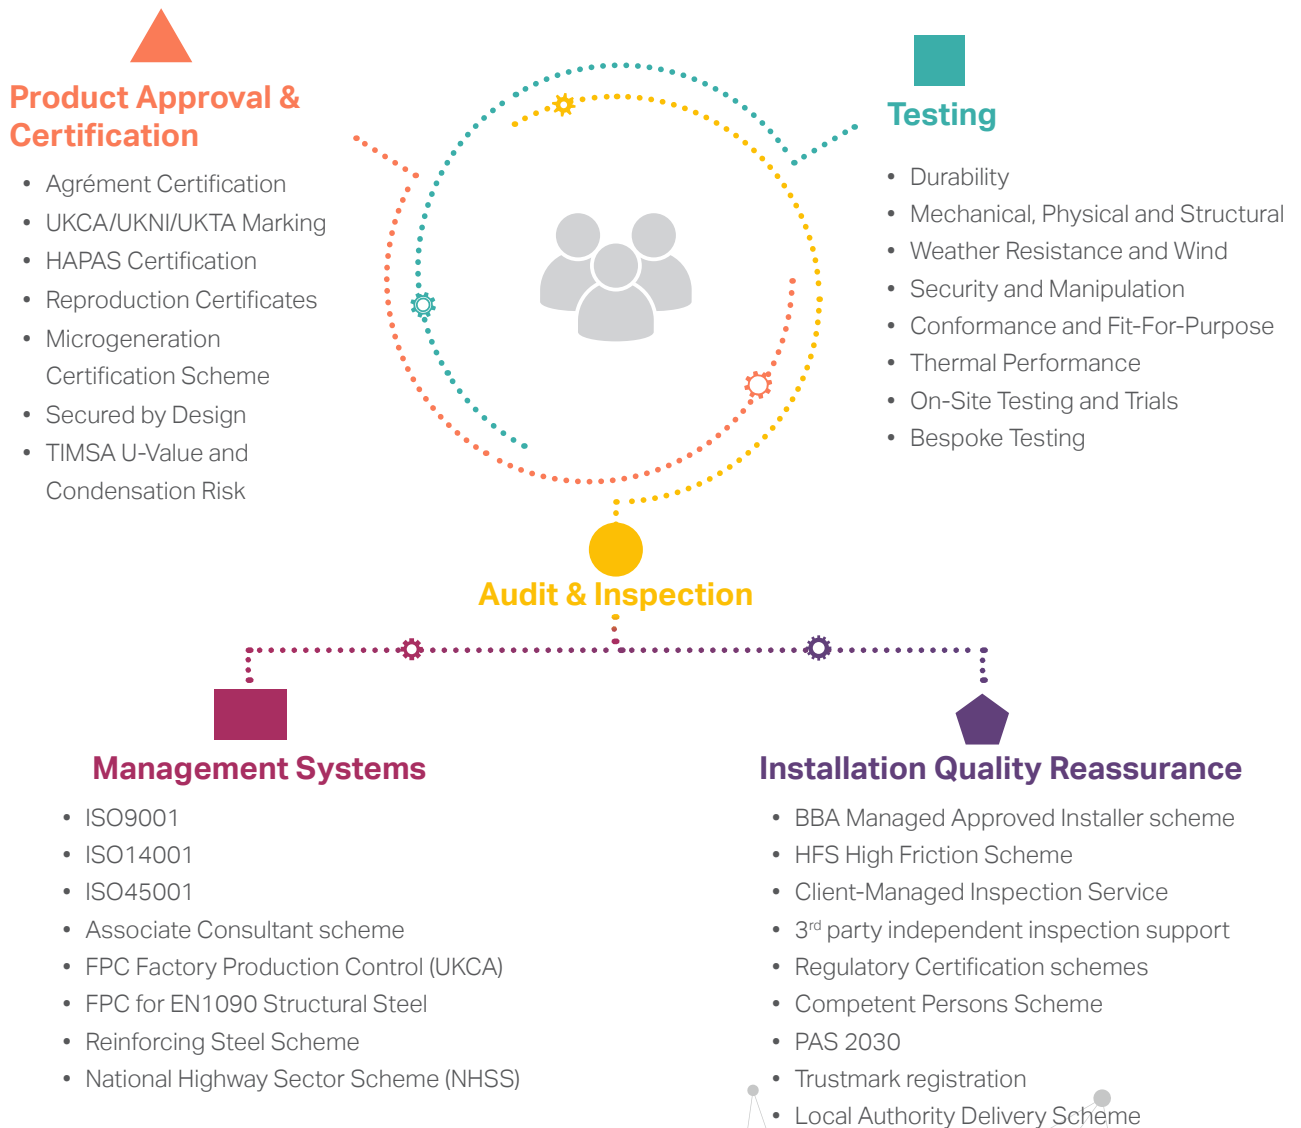 Product Approval &
Certification
• Agrément Certification
• UKCA/UKNI/UKTA Marking
• HAPAS Certification
• Reproduction Certificates
• Microgeneration
Certification Scheme
• Secured by Design
• TIMSA U-Value and
Condensation Risk
Testing
• Durability
• Mechanical, Physical and Structural
• Weather Resistance and Wind
• Security and Manipulation
• Conformance and Fit-For-Purpose
• Thermal Performance
• On-Site Testing and Trials
• Bespoke Testing
Audit & Inspection
Management Systems
• ISO9001
• ISO14001
• ISO45001
• Associate Consultant scheme
• FPC Factory Production Control (UKCA)
• FPC for EN1090 Structural Steel
• Reinforcing Steel Scheme
• National Highway Sector Scheme (NHSS)
Installation Quality Reassurance
• BBA Managed Approved Installer scheme
• HFS High Friction Scheme
• Client-Managed Inspection Service
• 3rd party independent inspection support
• Regulatory Certification schemes
• Competent Persons Scheme
• PAS 2030
• Trustmark registration
• Local Authority Delivery Scheme